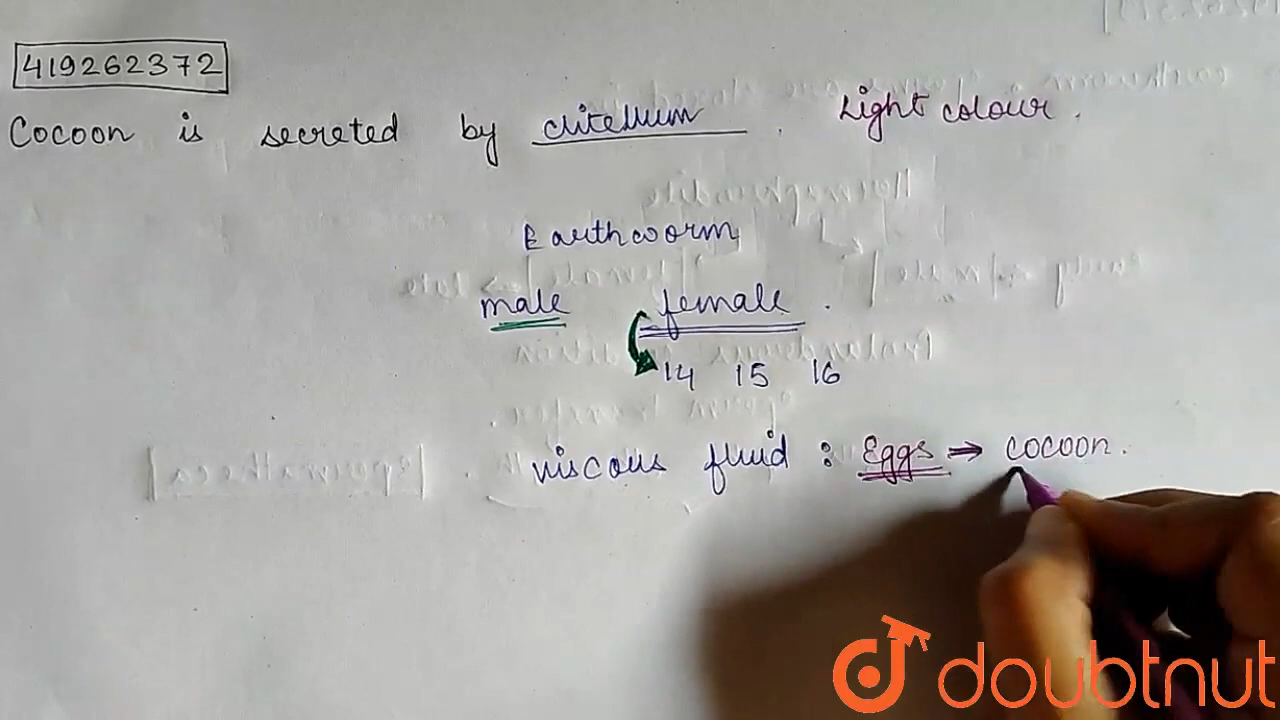 419262372
Cocoon is secreted by clitellum. Light colour.
Earthworm
male female.
14 15 16
viscous fluid : Eggs ⇒ cocoon.
doubtnut